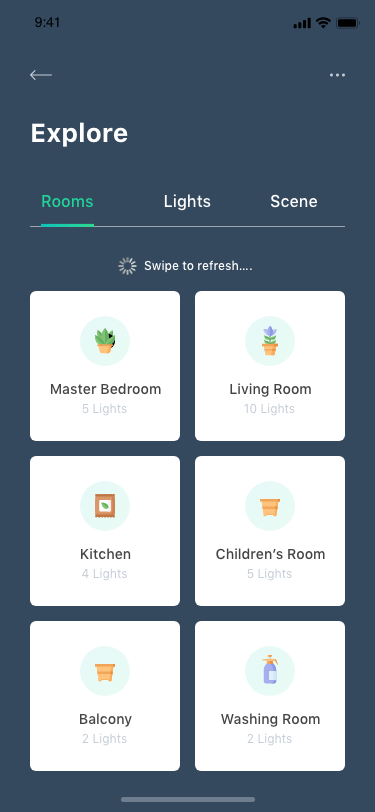 9:41
Explore
Rooms
Lights
Scene
Swipe to refresh....
Master Bedroom
5 Lights
Living Room
10 Lights
Kitchen
4 Lights
Children's Room
5 Lights
Balcony
2 Lights
Washing Room
2 Lights